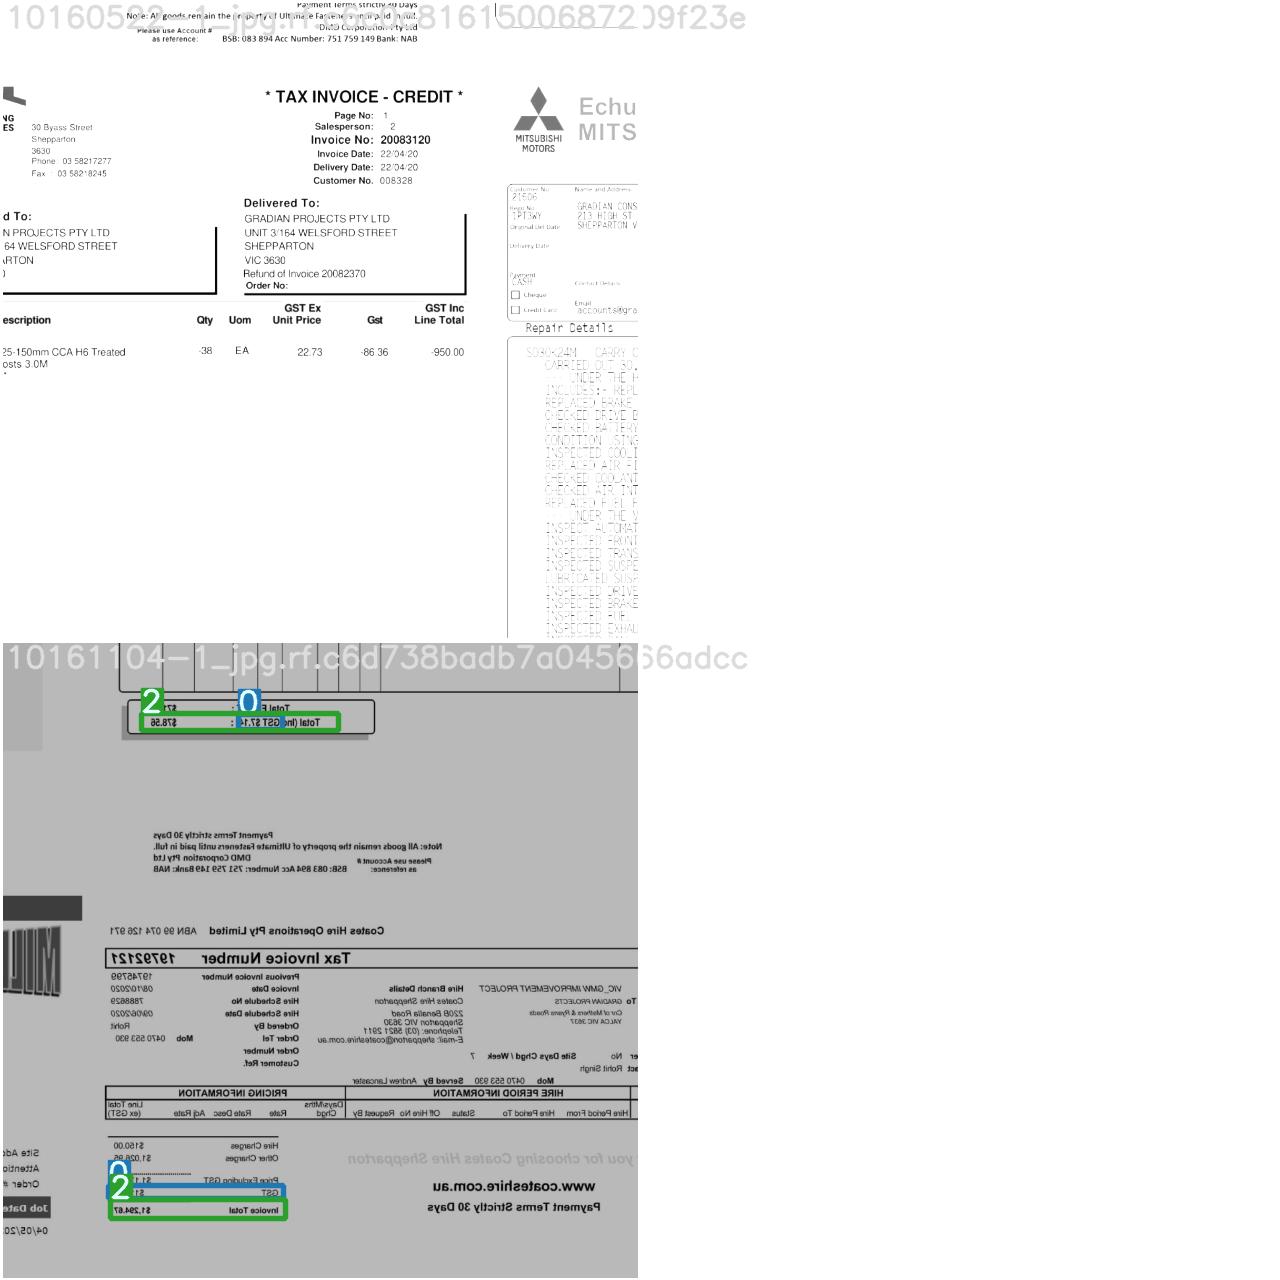 Payment Terms strictly 30 Days
Note: All goods remain the property of Ultimate Fasteners until paid in full.
DMD Corporation Pty Ltd
Please use Account #
as reference: BSB: 083 894 Acc Number: 751 759 149 Bank: NAB
* TAX INVOICE - CREDIT *
NG
ES
30 Byass Street
Shepparton
3630
Phone : 03 58217277
Fax : 03 58218245
Page No: 1
Salesperson: 2
Invoice No: 20083120
Invoice Date: 22/04/20
Delivery Date: 22/04/20
Customer No. 008328
d To:
N PROJECTS PTY LTD
64 WELSFORD STREET
ARTON
Delivered To:
GRADIAN PROJECTS PTY LTD
UNIT 3/164 WELSFORD STREET
SHEPPARTON
VIC 3630
Refund of Invoice 20082370
Order No:
escription Qty Uom GST Ex Unit Price Gst GST Inc Line Total
25-150mm CCA H6 Treated -38 EA 22.73 -86.36 -950.00
osts 3.0M
MITSUBISHI
MOTORS
Echu
MITS
Customer No
21506
Name and Address
Regn No
1PT3WY
GRADIAN CONS
213 HIGH ST
SHEPPARTON V
Original Del Date
Delivery Date
Payment
CASH
Contact Details
Cheque
Credit Card
Email
accounts@gra
Repair Details
SD30K24M CARRY O
CARRIED OUT 30,
--- UNDER THE H
INCLUDES:- REPL
REPLACED BRAKE
CHECKED DRIVE B
CHECKED BATTERY
CONDITION USING
INSPECTED COOLI
REPLACED AIR FI
CHECKED COOLANT
CHECKED AIR INT
REPLACED FUEL F
--- UNDER THE V
INSPECT AUTOMAT
INSPECTED FRONT
INSPECTED TRANS
INSPECTED SUSPE
LUBRICATED SUSP
INSPECTED DRIVE
INSPECTED BRAKE
INSPECTED FUEL
INSPECTED EXHAU
2 0
Total (Inc GST $7.14 : $78.56
Payment Terms strictly 30 Days
Note: All goods remain the property of Ultimate Fasteners until paid in full.
DMD Corporation Pty Ltd
Please use Account #
as reference: BSB: 083 894 Acc Number: 751 759 149 Bank: NAB
Coates Hire Operations Pty Limited ABN 99 074 126 971
Tax Invoice Number 19792121
Previous Invoice Number 19745799
Invoice Date 08/10/2020
Hire Schedule No 7888629
Hire Schedule Date 09/06/2020
Ordered By Rohit
Order Tel Mob 0470 553 930
Order Number
Customer Ref.
Hire Branch Details
Coates Hire Shepparton
220B Benalla Road
Shepparton VIC 3630
Telephone: (03) 5821 2911
E-mail: shepparton@coateshire.com.au
VIC_GMW IMPROVEMENT PROJECT
To GRADIAN PROJECTS
Cnr of Mathers & Ryans Roads
YALCA VIC 3637
er No Site Days Chgd / Week 7
act Rohit Singh
Mob 0470 553 930 Served By Andrew Lancaster
HIRE PERIOD INFORMATION PRICING INFORMATION
Hire Period From Hire Period To Status Off Hire No Request By Days/Mths Chgd Rate Rate Desc Adj Rate Line Total (ex GST)
Hire Charges $150.00
Other Charges $1,026.95
0
2
Price Excluding GST
GST
Invoice Total $1,294.67
you for choosing Coates Hire Shepparton
www.coateshire.com.au
Payment Terms Strictly 30 Days
Site Add
Attentio
Order #
Job Date
04/05/20